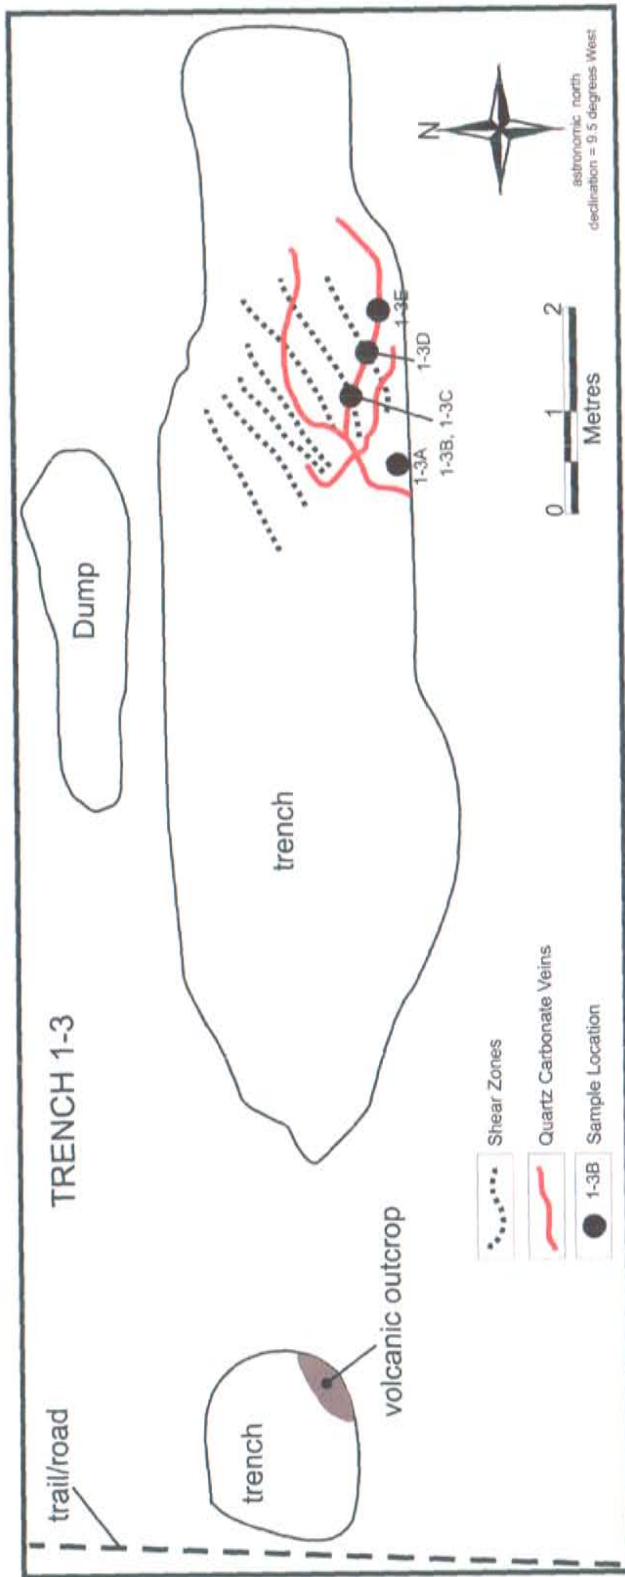 trail/road
TRENCH 1-3
Dump
trench
volcanic outcrop
trench
1-3A
1-3B, 1-3C
1-3D
1-3E
N
astronomic north
declination = 9.5 degrees West
0
1
2
Metres
Shear Zones
Quartz Carbonate Veins
1-3B
Sample Location